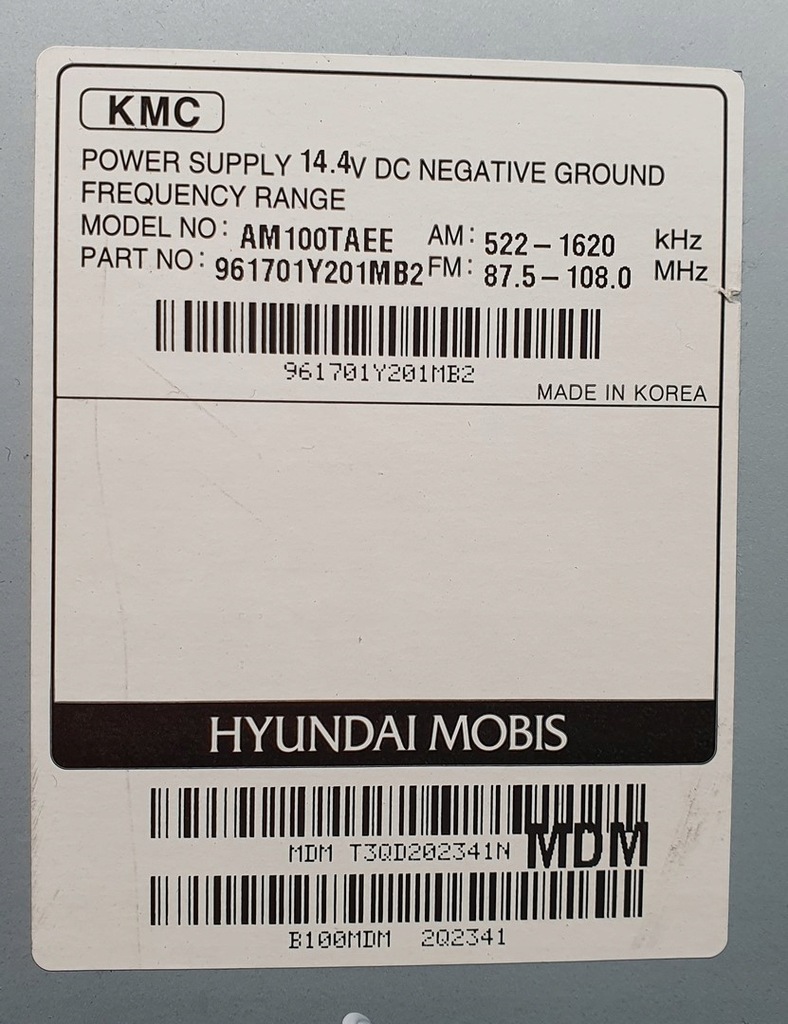 KMC
POWER SUPPLY 14.4V DC NEGATIVE GROUND
FREQUENCY RANGE
MODEL NO: AM100TAEE AM: 522-1620 kHz
PART NO: 961701Y201MB2 FM: 87.5-108.0 MHz
961701Y201MB2
MADE IN KOREA
HYUNDAI MOBIS
MDM T3QD202341N MDM
B100MDM 2Q2341